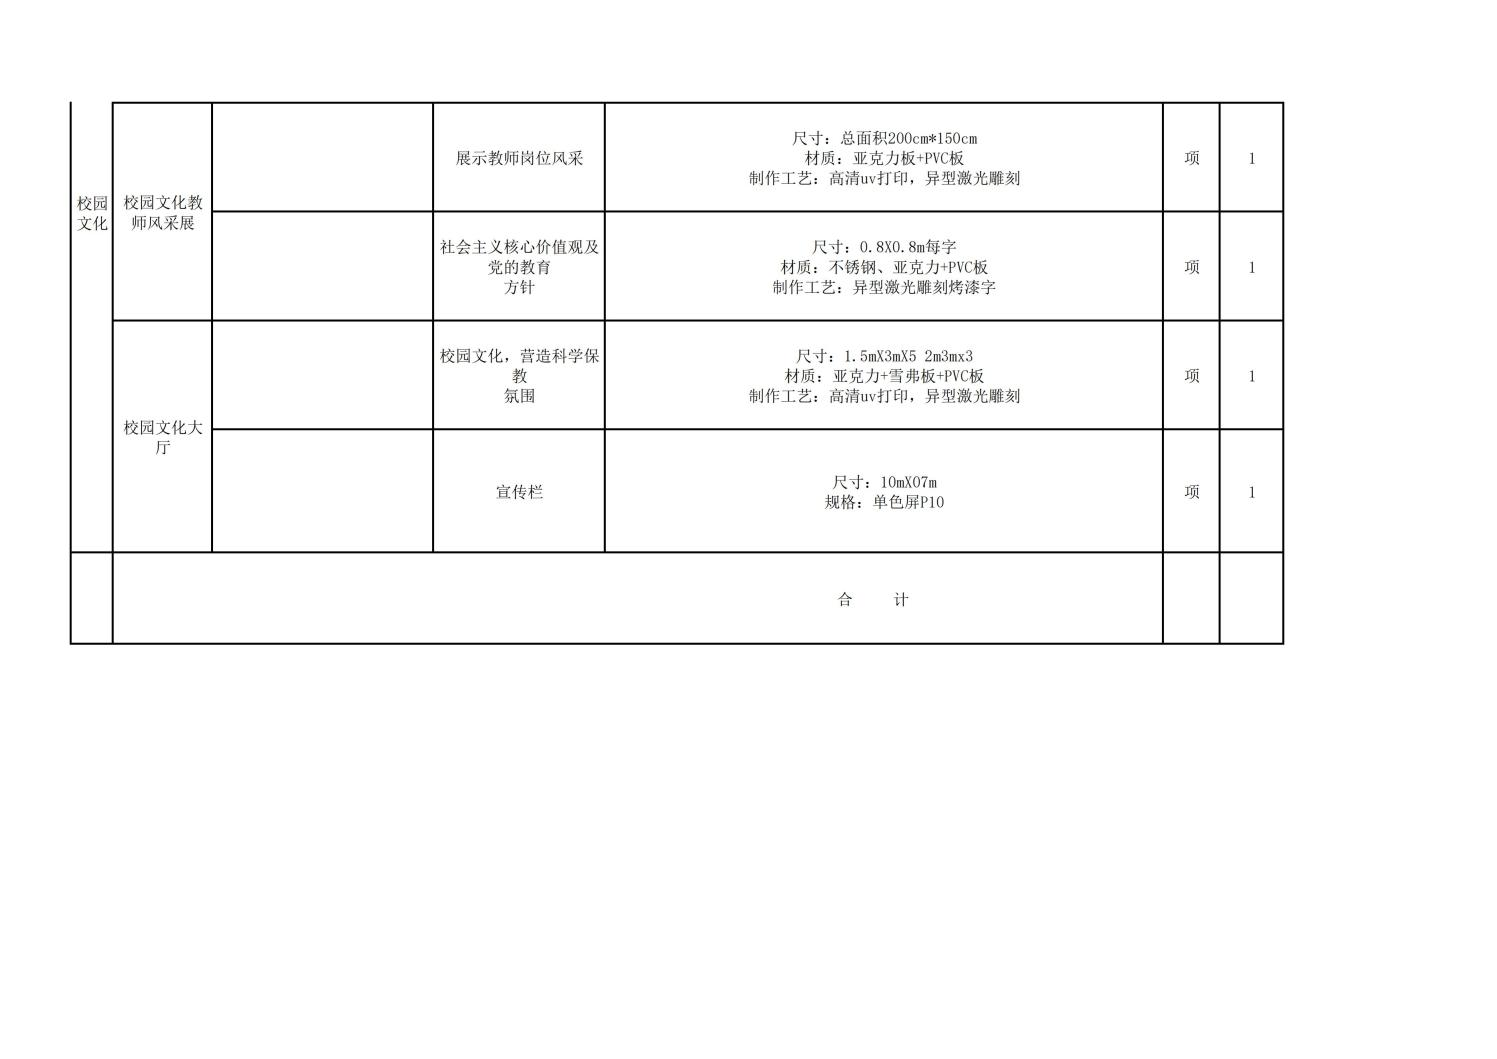 校园
文化
校园文化教
师风采展
展示教师岗位风采
尺寸：总面积200cm*150cm
材质：亚克力板+PVC板
制作工艺：高清uv打印，异型激光雕刻
项
1
社会主义核心价值观及
党的教育
方针
尺寸：0.8X0.8m每字
材质：不锈钢、亚克力+PVC板
制作工艺：异型激光雕刻烤漆字
项
1
校园文化大
厅
校园文化，营造科学保
教
氛围
尺寸：1.5mX3mX5 2m3mx3
材质：亚克力+雪弗板+PVC板
制作工艺：高清uv打印，异型激光雕刻
项
1
宣传栏
尺寸：10mX07m
规格：单色屏P10
项
1
合 计